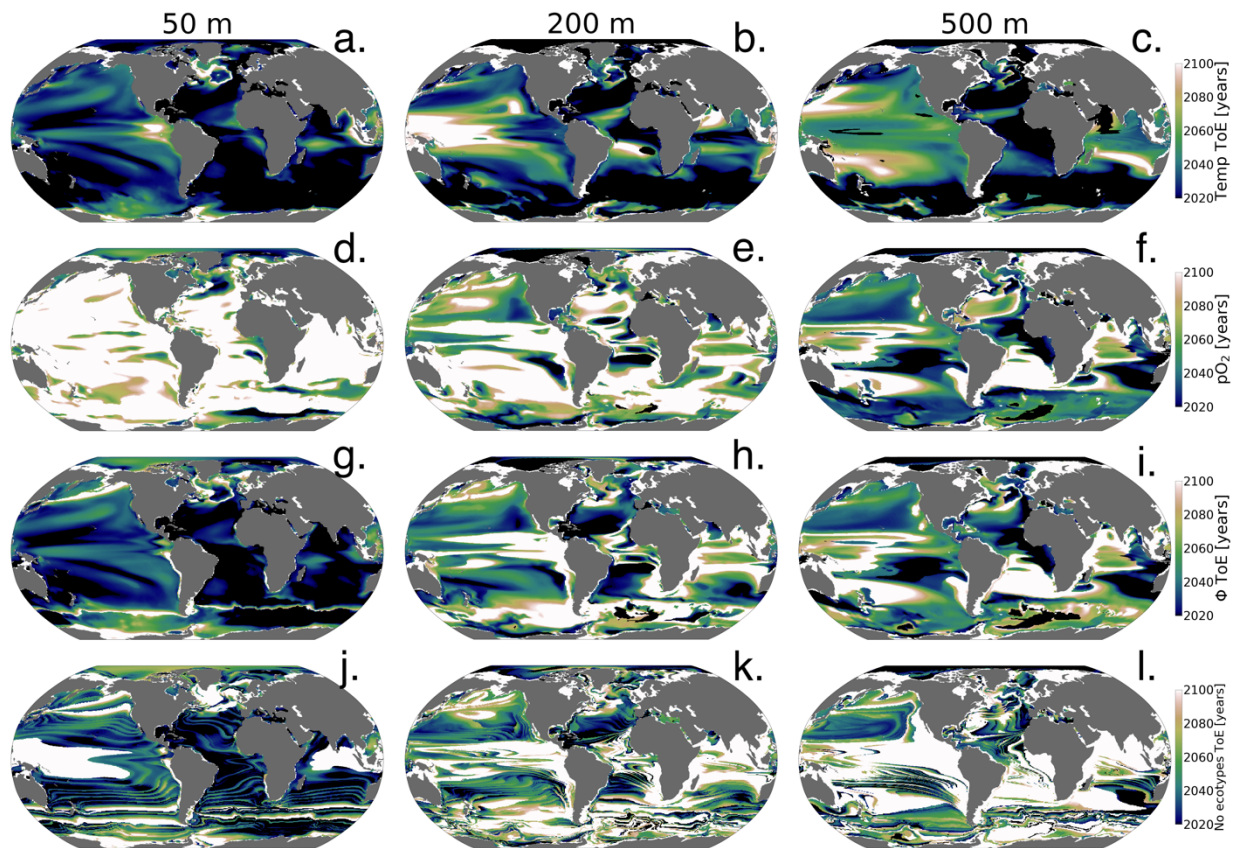 50 m 200 m 500 m
a. b. c.
2100
2080
2060
2040
2020
Temp ToE [years]
d. e. f.
2100
2080
2060
2040
2020
pO₂ [years]
g. h. i.
2100
2080
2060
2040
2020
Φ ToE [years]
j. k. l.
2100
2080
2060
2040
2020
No ecotypes ToE [years]